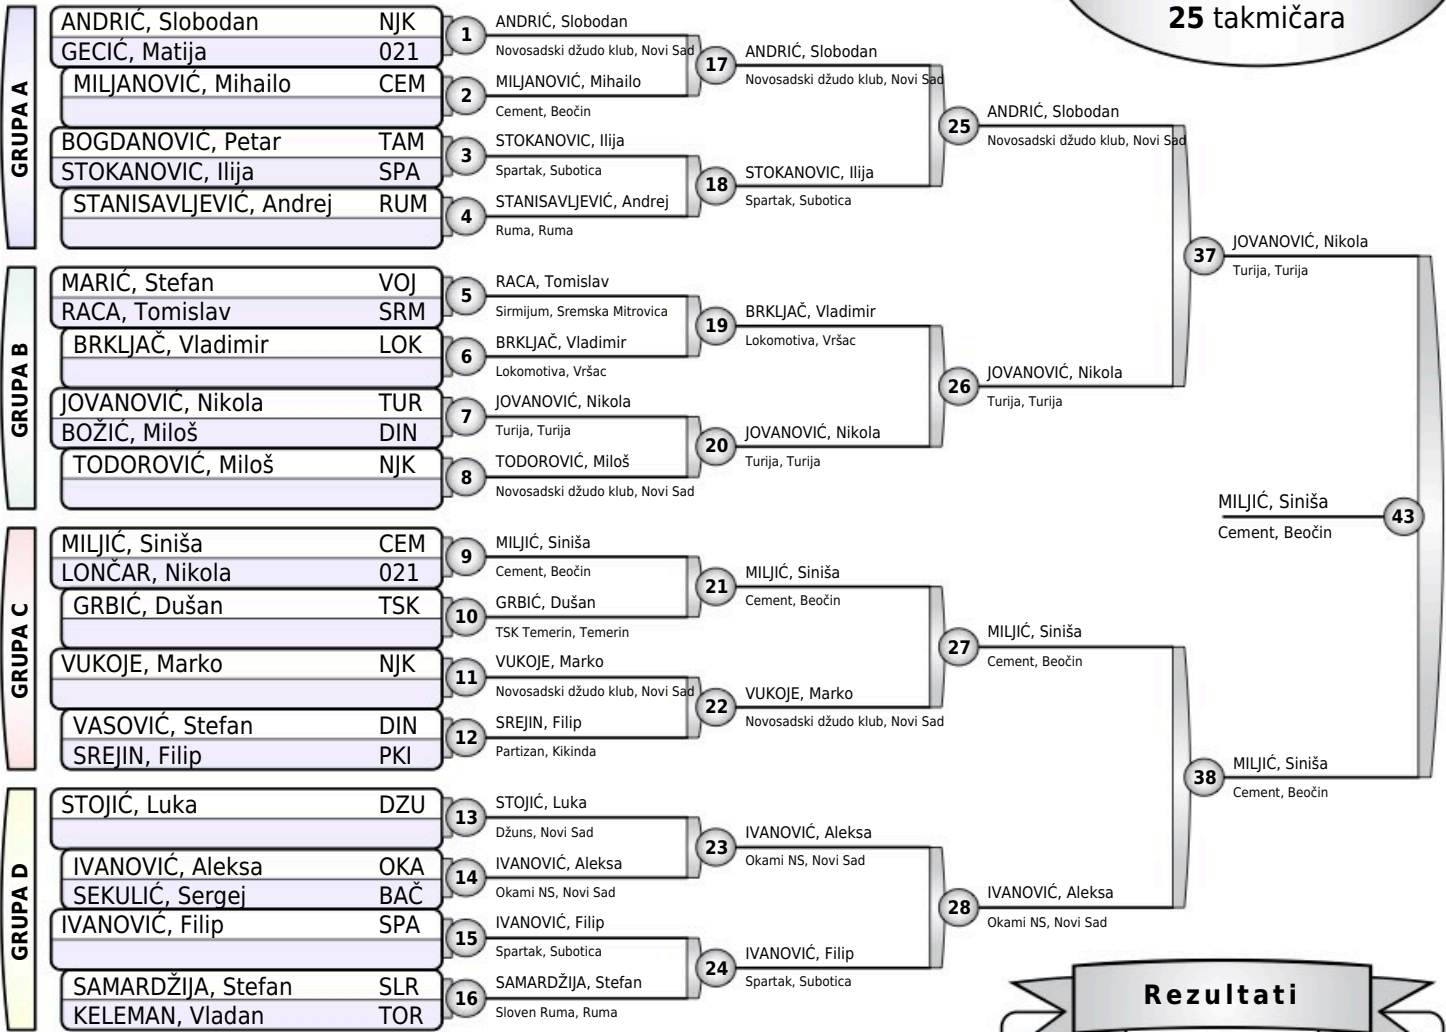 25 takmičara
GRUPA A
ANDRIĆ, Slobodan NJK
GECIĆ, Matija 021
MILJANOVIĆ, Mihailo CEM
BOGDANOVIĆ, Petar TAM
STOKANOVIC, Ilija SPA
STANISAVLJEVIĆ, Andrej RUM
GRUPA B
MARIĆ, Stefan VOJ
RACA, Tomislav SRM
BRKLJAČ, Vladimir LOK
JOVANOVIĆ, Nikola TUR
BOŽIĆ, Miloš DIN
TODOROVIĆ, Miloš NJK
GRUPA C
MILJIĆ, Siniša CEM
LONČAR, Nikola 021
GRBIĆ, Dušan TSK
VUKOJE, Marko NJK
VASOVIĆ, Stefan DIN
SREJIN, Filip PKI
GRUPA D
STOJIĆ, Luka DZU
IVANOVIĆ, Aleksa OKA
SEKULIĆ, Sergej BAČ
IVANOVIĆ, Filip SPA
SAMARDŽIJA, Stefan SLR
KELEMAN, Vladan TOR
1
ANDRIĆ, Slobodan
Novosadski džudo klub, Novi Sad
2
MILJANOVIĆ, Mihailo
Cement, Beočin
3
STOKANOVIC, Ilija
Spartak, Subotica
4
STANISAVLJEVIĆ, Andrej
Ruma, Ruma
5
RACA, Tomislav
Sirmijum, Sremska Mitrovica
6
BRKLJAČ, Vladimir
Lokomotiva, Vršac
7
JOVANOVIĆ, Nikola
Turija, Turija
8
TODOROVIĆ, Miloš
Novosadski džudo klub, Novi Sad
9
MILJIĆ, Siniša
Cement, Beočin
10
GRBIĆ, Dušan
TSK Temerin, Temerin
11
VUKOJE, Marko
Novosadski džudo klub, Novi Sad
12
SREJIN, Filip
Partizan, Kikinda
13
STOJIĆ, Luka
Džuns, Novi Sad
14
IVANOVIĆ, Aleksa
Okami NS, Novi Sad
15
IVANOVIĆ, Filip
Spartak, Subotica
16
SAMARDŽIJA, Stefan
Sloven Ruma, Ruma
17
ANDRIĆ, Slobodan
Novosadski džudo klub, Novi Sad
18
STOKANOVIC, Ilija
Spartak, Subotica
19
BRKLJAČ, Vladimir
Lokomotiva, Vršac
20
JOVANOVIĆ, Nikola
Turija, Turija
21
MILJIĆ, Siniša
Cement, Beočin
22
VUKOJE, Marko
Novosadski džudo klub, Novi Sad
23
IVANOVIĆ, Aleksa
Okami NS, Novi Sad
24
IVANOVIĆ, Filip
Spartak, Subotica
25
ANDRIĆ, Slobodan
Novosadski džudo klub, Novi Sad
26
JOVANOVIĆ, Nikola
Turija, Turija
27
MILJIĆ, Siniša
Cement, Beočin
28
IVANOVIĆ, Aleksa
Okami NS, Novi Sad
37
JOVANOVIĆ, Nikola
Turija, Turija
38
MILJIĆ, Siniša
Cement, Beočin
MILJIĆ, Siniša
Cement, Beočin
43
Rezultati